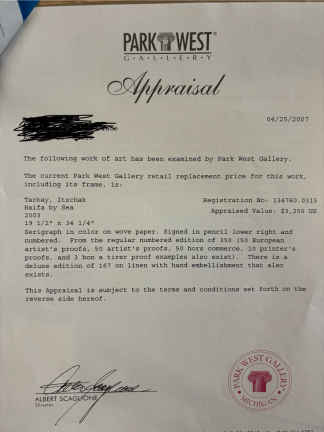 PARK WEST®
G·A·L·L·E·R·Y
Appraisal
04/25/2007
The following work of art has been examined by Park West Gallery.
The current Park West Gallery retail replacement price for this work,
including its frame, is:
Tarkay, Itzchak Registration No- 136780.0315
Haifa by Sea Appraised Value: $3,250 US
2003
19 1/2" x 34 1/4"
Serigraph in color on wove paper. Signed in pencil lower right and
numbered. From the regular numbered edition of 350 (50 European
artist's proofs, 50 artist's proofs, 50 hors commerce, 10 printer's
proofs, and 3 bon a tirer proof examples also exist). There is a
deluxe edition of 167 on linen with hand embellishment that also
exists.
This Appraisal is subject to the terms and conditions set forth on the
reverse side hereof.
ALBERT SCAGLIONE
Director
PARK WEST GALLERY
MICHIGAN